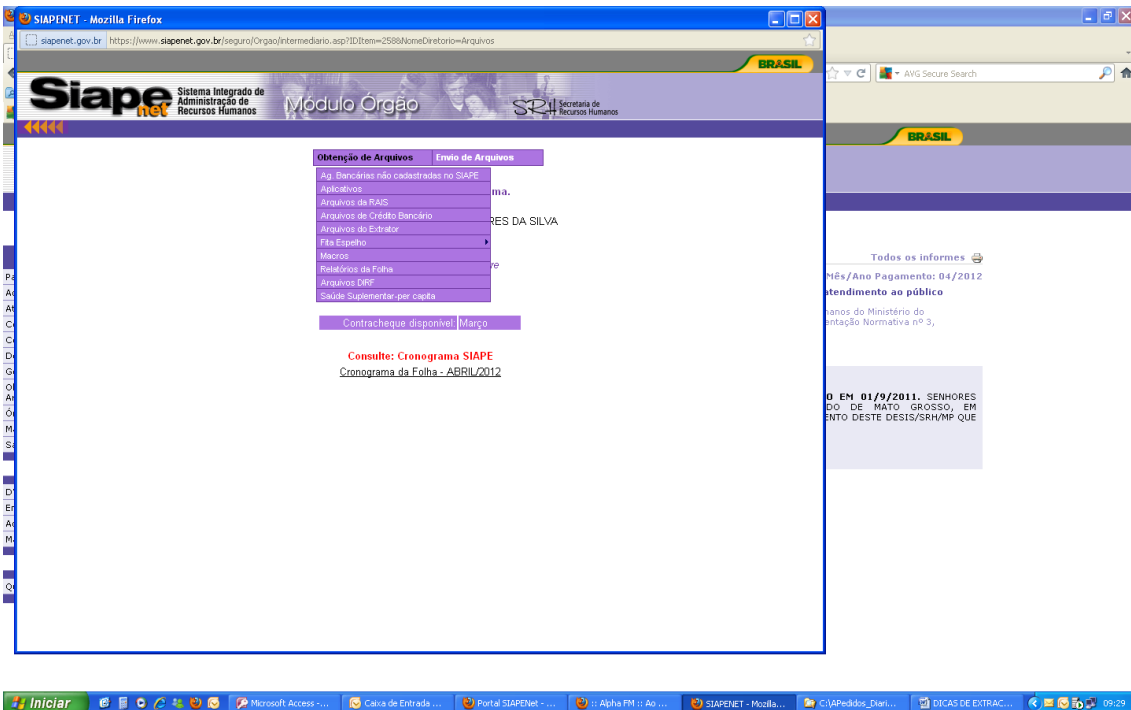 SIAPENET - Mozilla Firefox
siapenet.gov.br https://www.siapenet.gov.br/seguro/Orgao/intermediario.asp?IDItem=258&NomeDiretorio=Arquivos
BRASIL
AVG Secure Search
Siape net
Sistema Integrado de
Administração de
Recursos Humanos
Módulo Órgão
SRH Secretaria de
Recursos Humanos
BRASIL
Obtenção de Arquivos Envio de Arquivos
Ag. Bancárias não cadastradas no SIAPE
Aplicativos
ma.
Arquivos da RAIS
Arquivos de Crédito Bancário
RES DA SILVA
Arquivos do Extrator
Fita Espelho
Macros
Relatórios da Folha
re
Arquivos DIRF
Saúde Suplementar-per capita
Contracheque disponível: Março
Consulte: Cronograma SIAPE
Cronograma da Folha - ABRIL/2012
Todos os informes
Mês/Ano Pagamento: 04/2012
atendimento ao público
anos do Ministério do
entação Normativa nº 3,
O EM 01/9/2011. SENHORES
DO DE MATO GROSSO, EM
ENTO DESTE DESIS/SRH/MP QUE
Iniciar
Microsoft Access -...
Caixa de Entrada ...
Portal SIAPENet - ...
:: Alpha FM :: Ao ...
SIAPENET - Mozilla...
C:\APedidos_Diari...
DICAS DE EXTRAC...
09:29